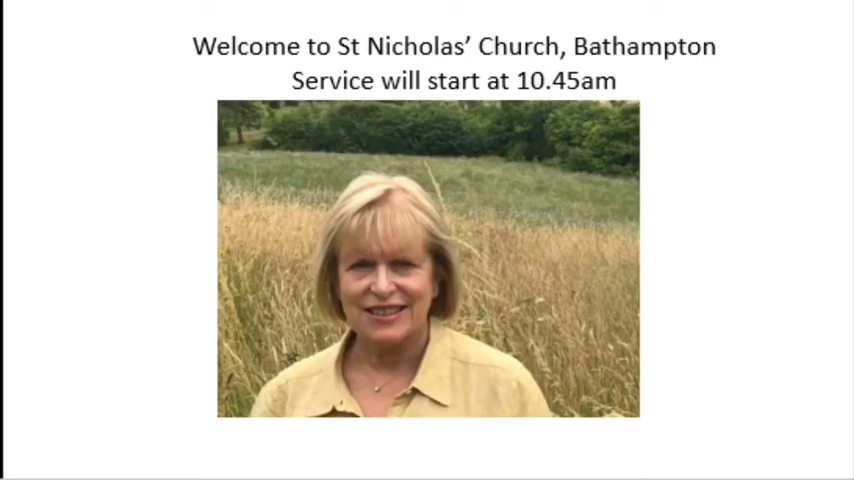 Welcome to St Nicholas’ Church, Bathampton
Service will start at 10.45am